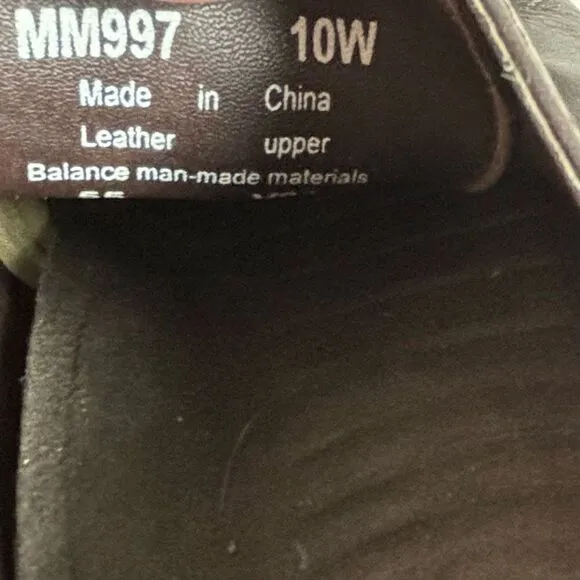 MM997 10W
Made in China
Leather upper
Balance man-made materials